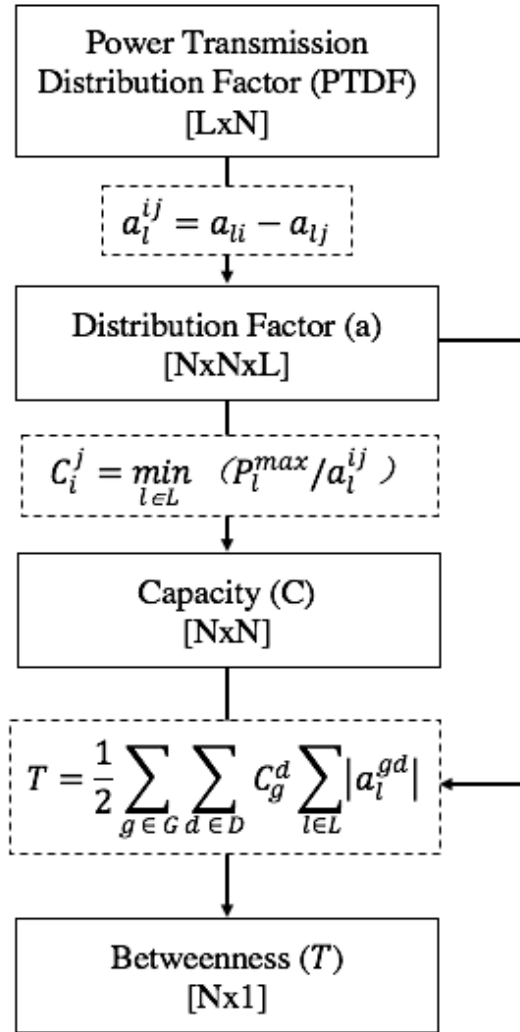 Power Transmission
Distribution Factor (PTDF)
[LxN]
a_l^{ij} = a_{li} − a_{lj}
Distribution Factor (a)
[NxNxL]
C_i^j = min_{l∈L} (P_l^{max}/a_l^{ij})
Capacity (C)
[NxN]
T = \frac{1}{2} ∑_{g∈G} ∑_{d∈D} C_g^d ∑_{l∈L} |a_l^{gd}|
Betweenness (T)
[Nx1]